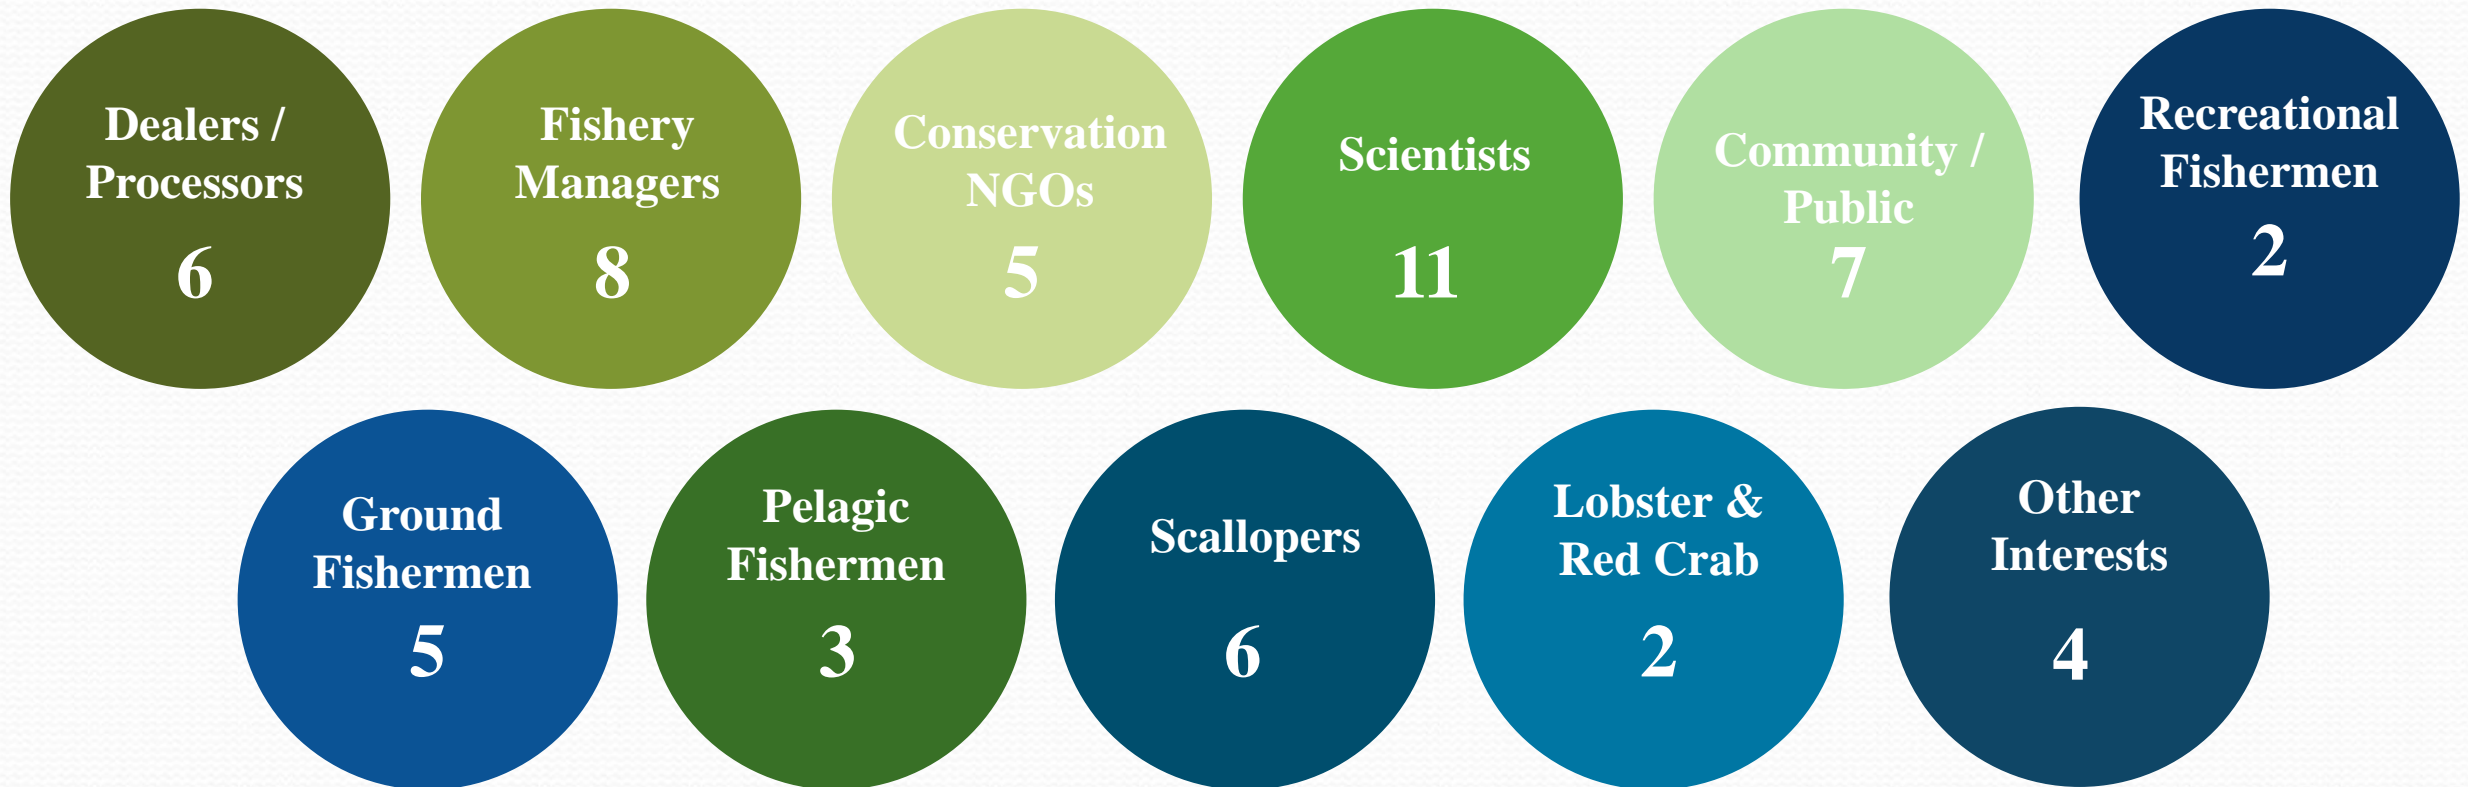 Dealers /
Processors
6
Fishery
Managers
8
Conservation
NGOs
5
Scientists
11
Community /
Public
7
Recreational
Fishermen
2
Ground
Fishermen
5
Pelagic
Fishermen
3
Scallopers
6
Lobster &
Red Crab
2
Other
Interests
4